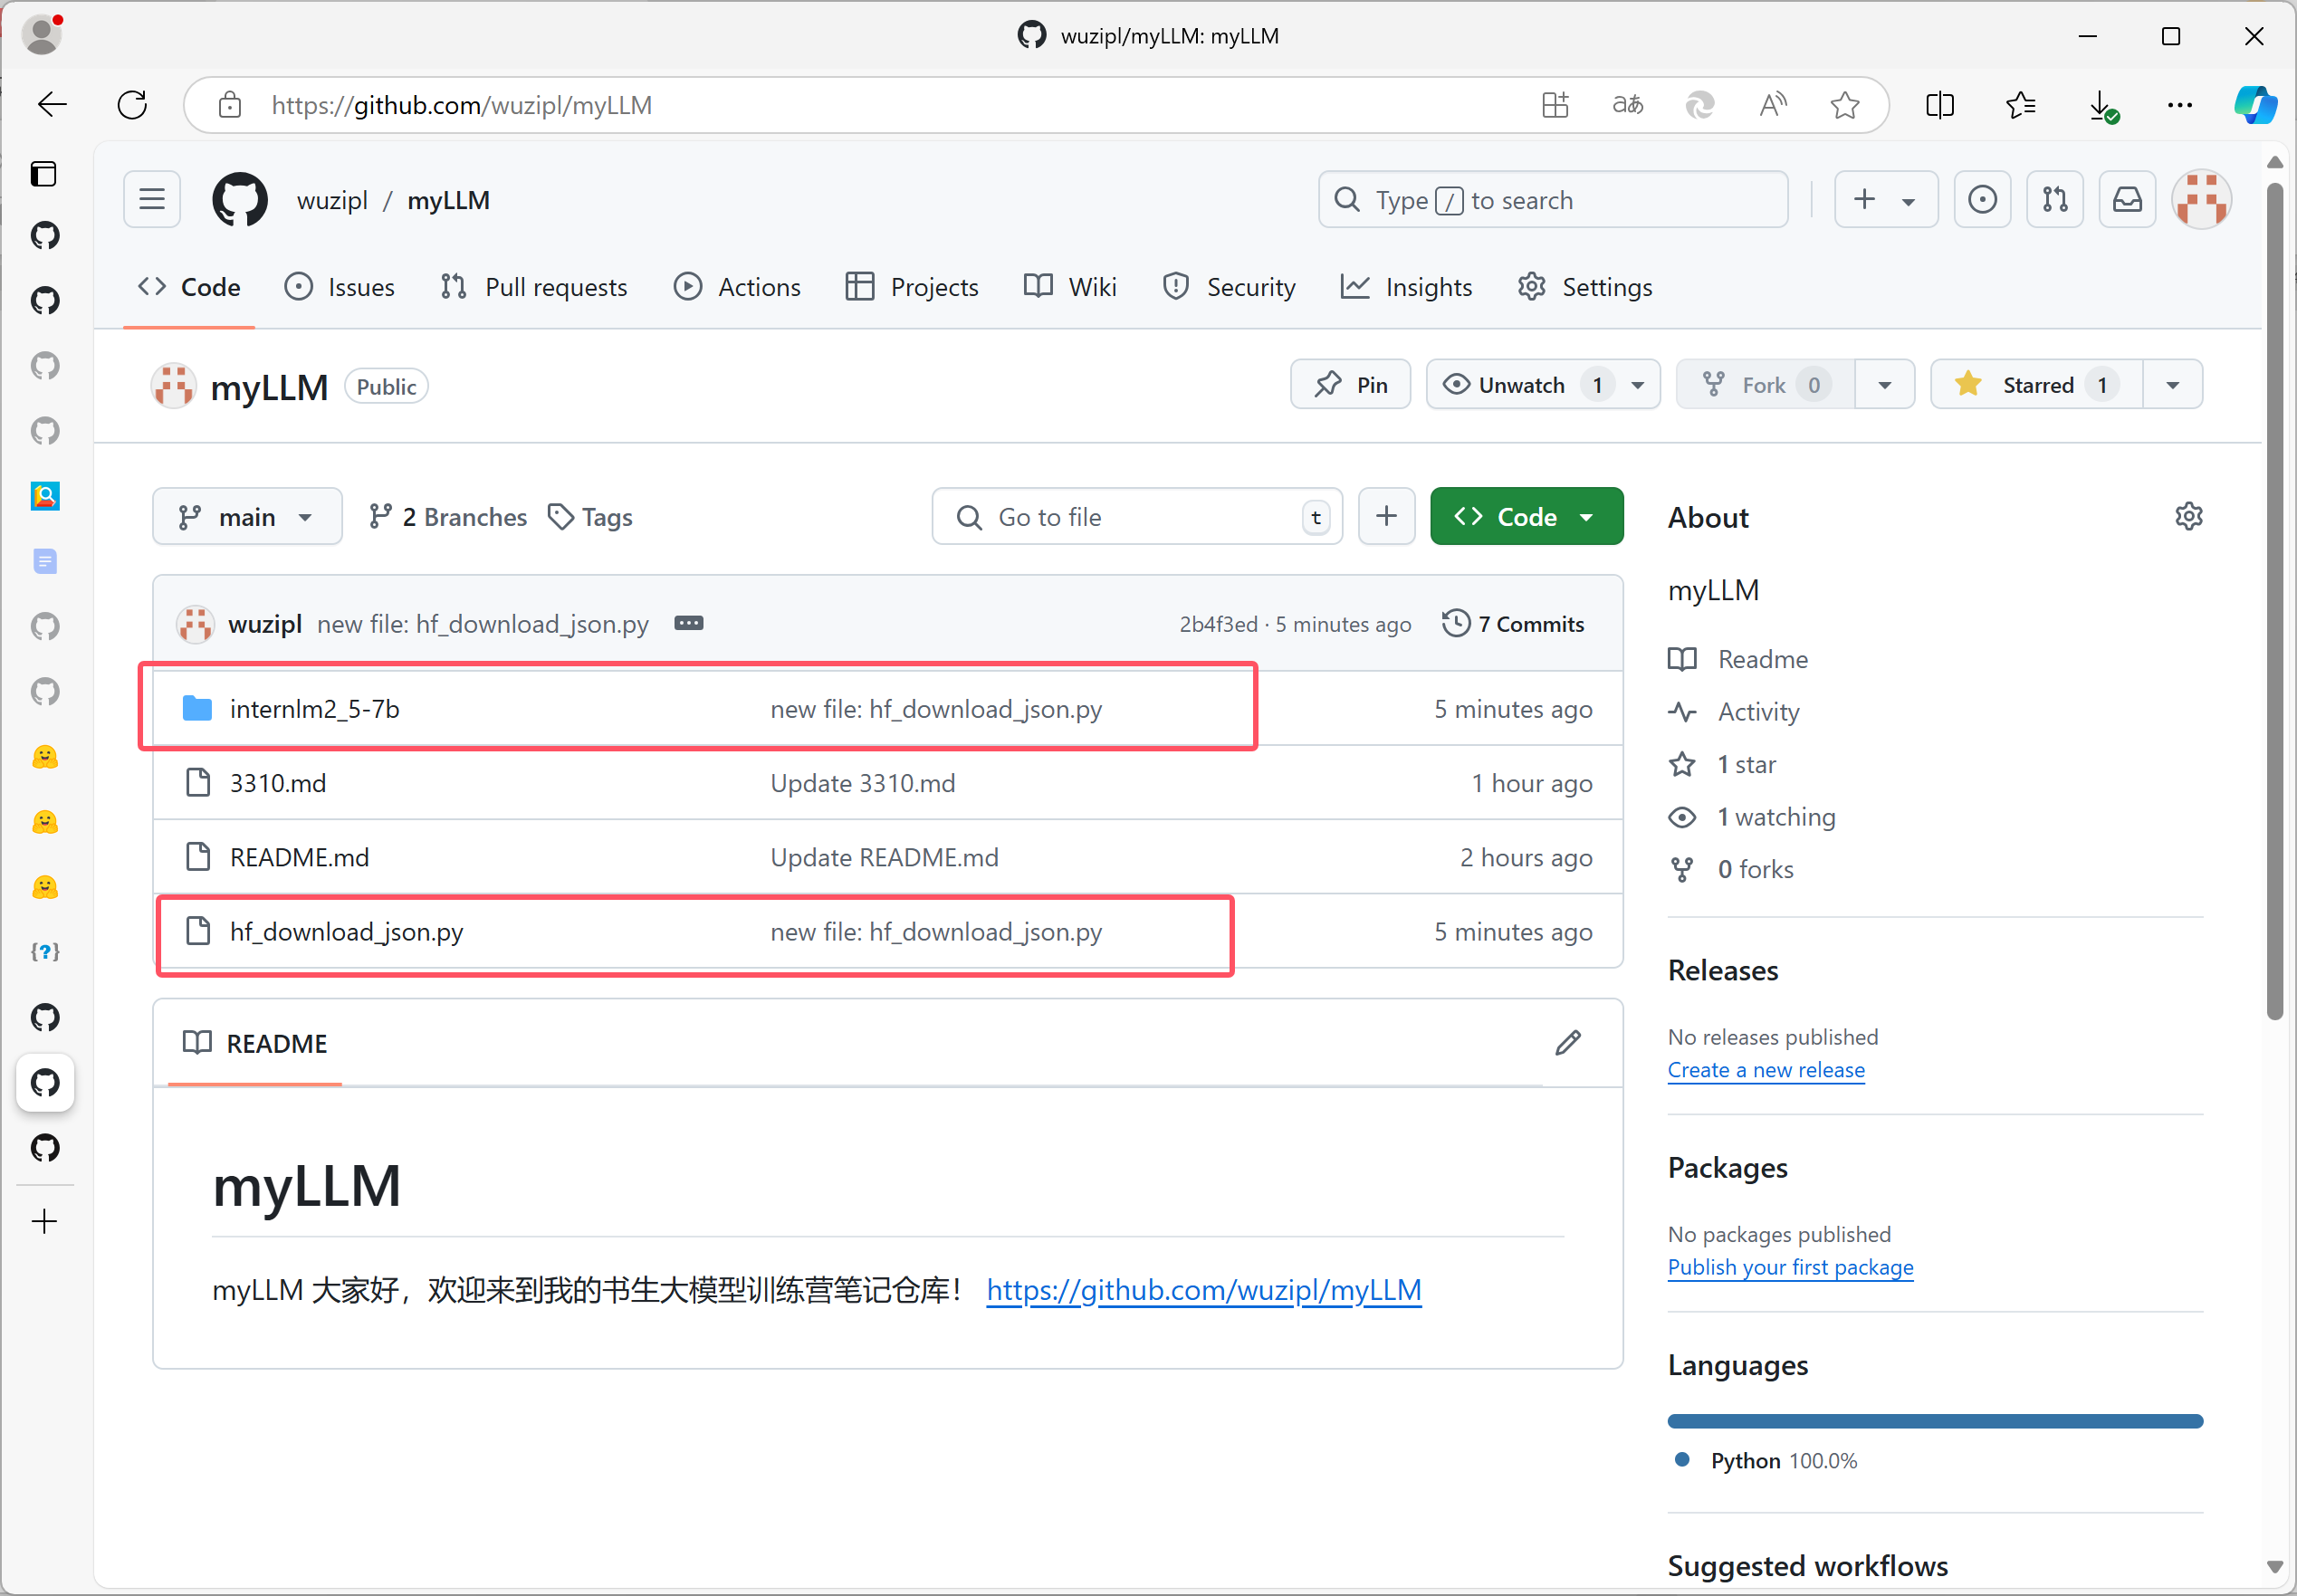 wuzipl/myLLM: myLLM
https://github.com/wuzipl/myLLM
aあ
wuzipl / myLLM
Type / to search
Code Issues Pull requests Actions Projects Wiki Security Insights Settings
myLLM Public
Pin Unwatch 1 Fork 0 Starred 1
main 2 Branches Tags
Go to file t
Code
wuzipl new file: hf_download_json.py
2b4f3ed · 5 minutes ago 7 Commits
internlm2_5-7b new file: hf_download_json.py 5 minutes ago
3310.md Update 3310.md 1 hour ago
README.md Update README.md 2 hours ago
hf_download_json.py new file: hf_download_json.py 5 minutes ago
README
myLLM
myLLM 大家好，欢迎来到我的书生大模型训练营笔记仓库！ https://github.com/wuzipl/myLLM
About
myLLM
Readme
Activity
1 star
1 watching
0 forks
Releases
No releases published
Create a new release
Packages
No packages published
Publish your first package
Languages
Python 100.0%
Suggested workflows